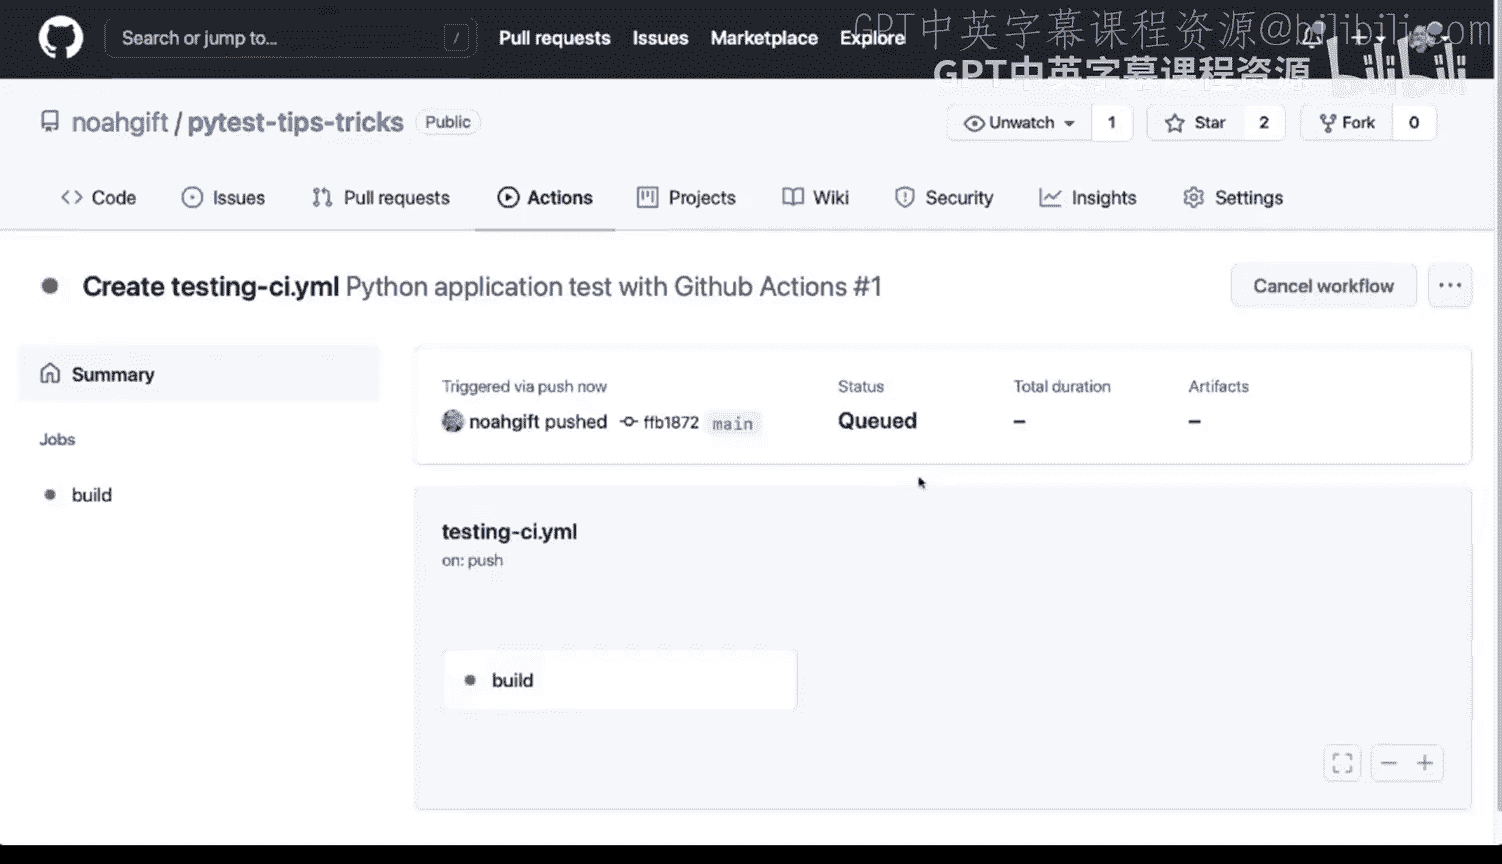 Search or jump to...
/
Pull requests
Issues
Marketplace
Explore
GPT中英字幕课程资源@bilibili.com
GPT中英字幕课程资源
bilibili
noahgift / pytest-tips-tricks
Public
Unwatch
1
Star
2
Fork
0
Code
Issues
Pull requests
Actions
Projects
Wiki
Security
Insights
Settings
Create testing-ci.yml Python application test with Github Actions #1
Cancel workflow
...
Summary
Jobs
build
Triggered via push now
noahgift pushed ffb1872 main
Status
Queued
Total duration
–
Artifacts
–
testing-ci.yml
on: push
build